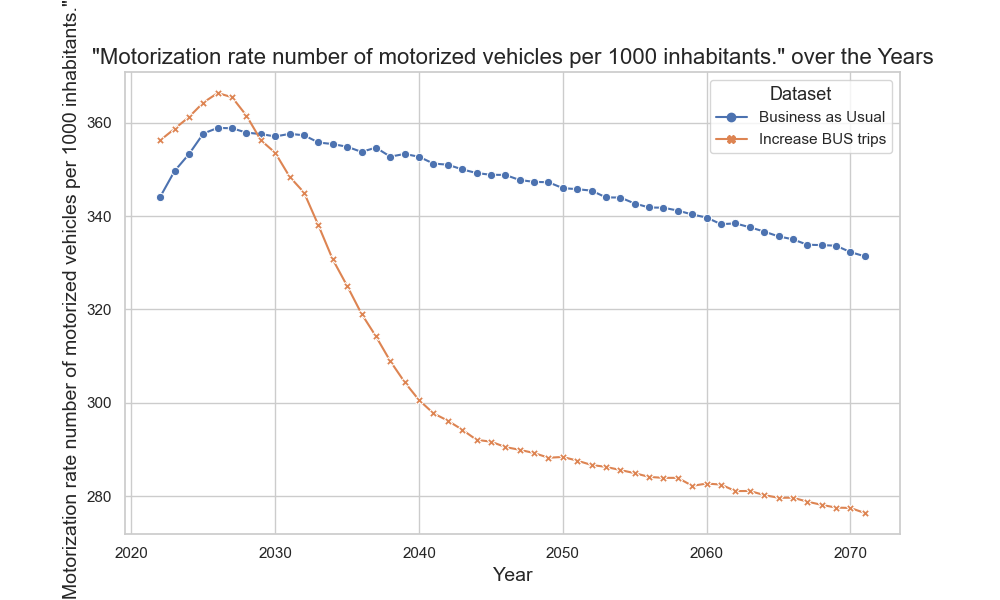 "Motorization rate number of motorized vehicles per 1000 inhabitants." over the Years
Motorization rate number of motorized vehicles per 1000 inhabitants."
Dataset
Business as Usual
Increase BUS trips
360
340
320
300
280
2020 2030 2040 2050 2060 2070
Year